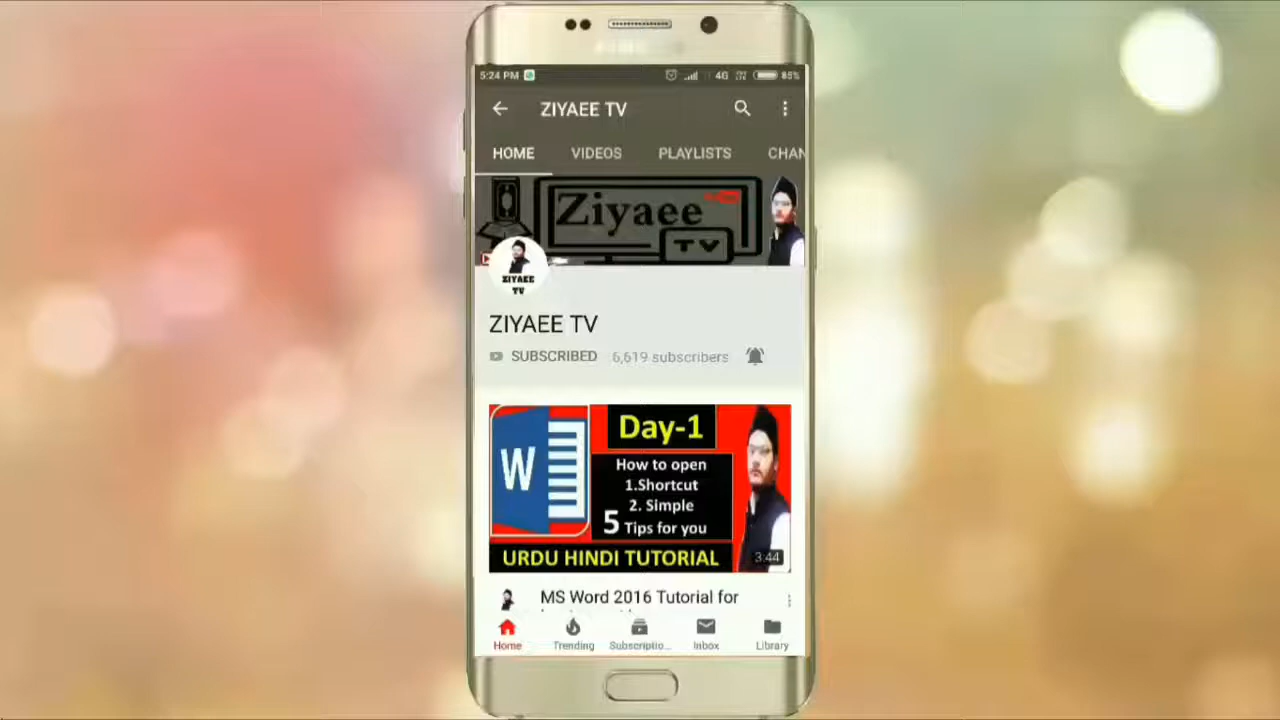 5:24 PM 4G 85%
ZIYAEE TV
HOME VIDEOS PLAYLISTS CHAN
Ziyaee
TV
ZIYAEE
TV
ZIYAEE TV
SUBSCRIBED 6,619 subscribers
W
Day-1
How to open
1.Shortcut
2. Simple
5 Tips for you
URDU HINDI TUTORIAL
3:44
MS Word 2016 Tutorial for
Home Trending Subscriptio... Inbox Library